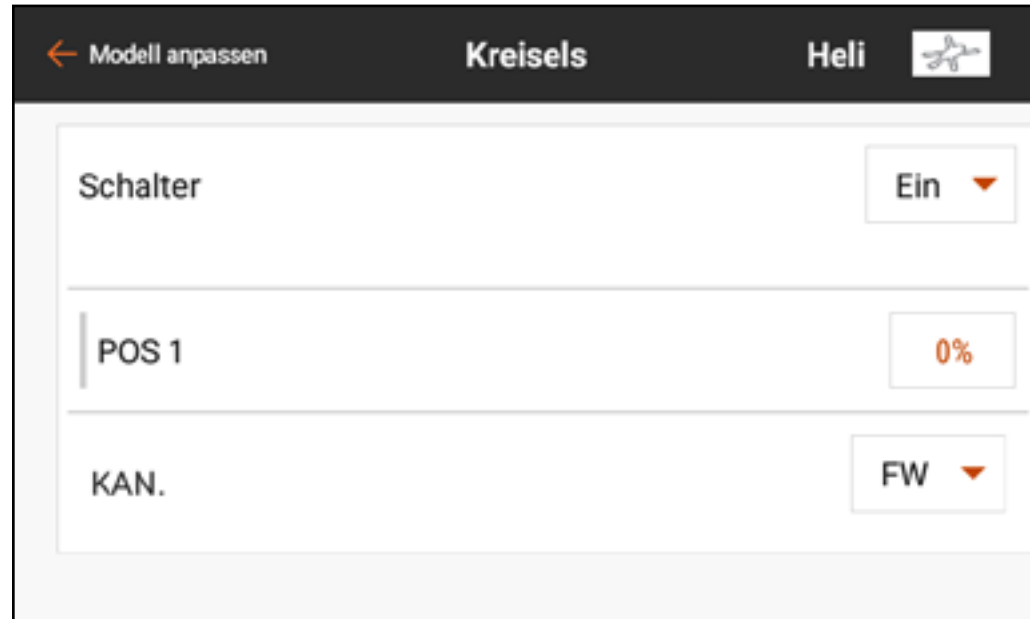 Modell anpassen Kreisels Heli
Schalter Ein
POS 1 0%
KAN. FW